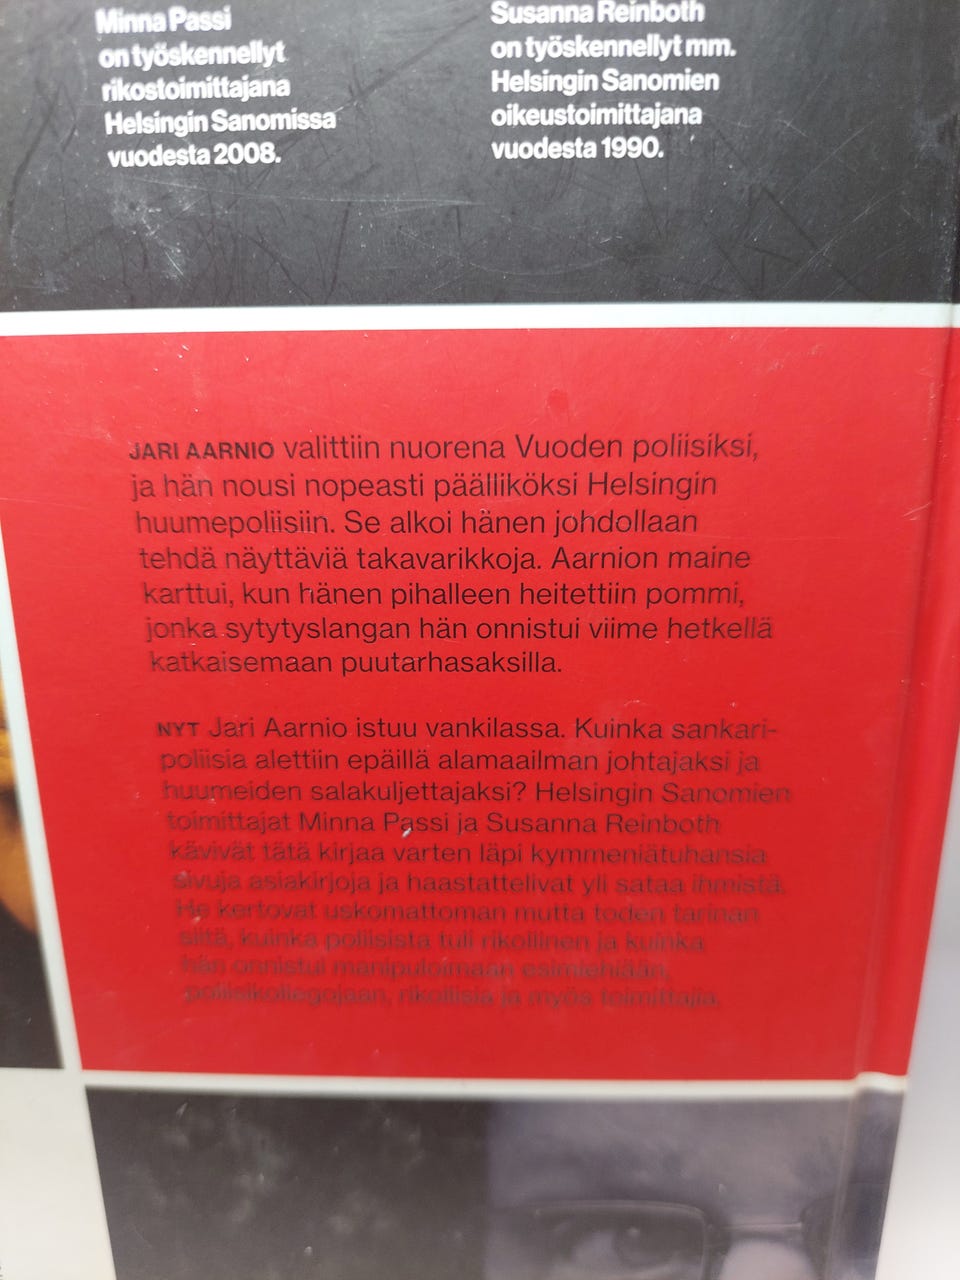 Minna Passi
on työskennellyt
rikostoimittajana
Helsingin Sanomissa
vuodesta 2008.
Susanna Reinboth
on työskennellyt mm.
Helsingin Sanomien
oikeustoimittajana
vuodesta 1990.
JARI AARNIO valittiin nuorena Vuoden poliisiksi,
ja hän nousi nopeasti päälliköksi Helsingin
huumepoliisiin. Se alkoi hänen johdollaan
tehdä näyttäviä takavarikkoja. Aarnion maine
karttui, kun hänen pihalleen heitettiin pommi,
jonka sytytyslangan hän onnistui viime hetkellä
katkaisemaan puutarhasaksilla.
NYT Jari Aarnio istuu vankilassa. Kuinka sankari-
poliisia alettiin epäillä alamaailman johtajaksi ja
huumeiden salakuljettajaksi? Helsingin Sanomien
toimittajat Minna Passi ja Susanna Reinboth
kävivät tätä kirjaa varten läpi kymmeniätuhansia
sivuja asiakirjoja ja haastattelivat yli sataa ihmistä.
He kertovat uskomattoman mutta toden tarinan
siitä, kuinka poliisista tuli rikollinen ja kuinka
hän onnistui manipuloimaan esimiehiään,
poliisikollegojaan, rikollisia ja myös toimittajia.